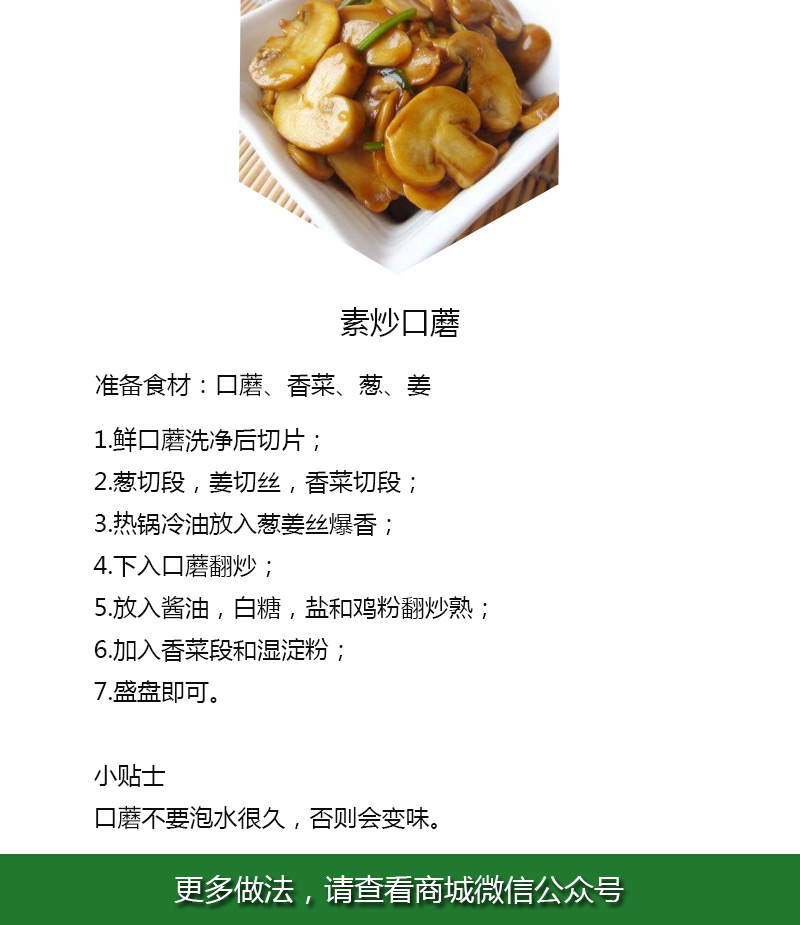 素炒口蘑
准备食材：口蘑、香菜、葱、姜
1.鲜口蘑洗净后切片；
2.葱切段，姜切丝，香菜切段；
3.热锅冷油放入葱姜丝爆香；
4.下入口蘑翻炒；
5.放入酱油，白糖，盐和鸡粉翻炒熟；
6.加入香菜段和湿淀粉；
7.盛盘即可。
小贴士
口蘑不要泡水很久，否则会变味。
更多做法，请查看商城微信公众号